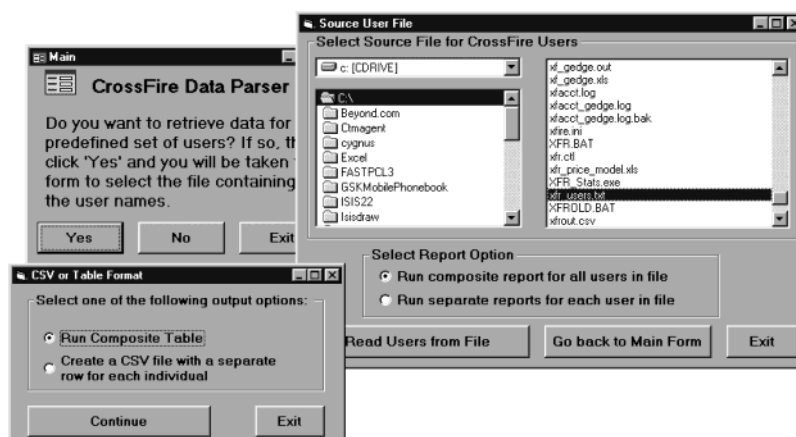 Main
CrossFire Data Parser
Do you want to retrieve data for
predefined set of users? If so, th
click 'Yes' and you will be taken
form to select the file containing
the user names.
Yes
No
Exit
Source User File
Select Source File for CrossFire Users
c: [CDRIVE]
C:\
Beyond.com
Ctmagent
cygnus
Excel
FASTPCL3
GSKMobilePhonebook
ISIS22
Isisdraw
xf_gedge.out
xf_gedge.xls
xfacct.log
xfacct_gedge.log
xfacct_gedge.log.bak
xfire.ini
XFR.BAT
xfr.ctl
xfr_price_model.xls
XFR_Stats.exe
xfr_users.txt
XFROLD.BAT
xfrout.csv
Select Report Option
Run composite report for all users in file
Run separate reports for each user in file
Read Users from File
Go back to Main Form
Exit
CSV or Table Format
Select one of the following output options:
Run Composite Table
Create a CSV file with a separate
row for each individual
Continue
Exit